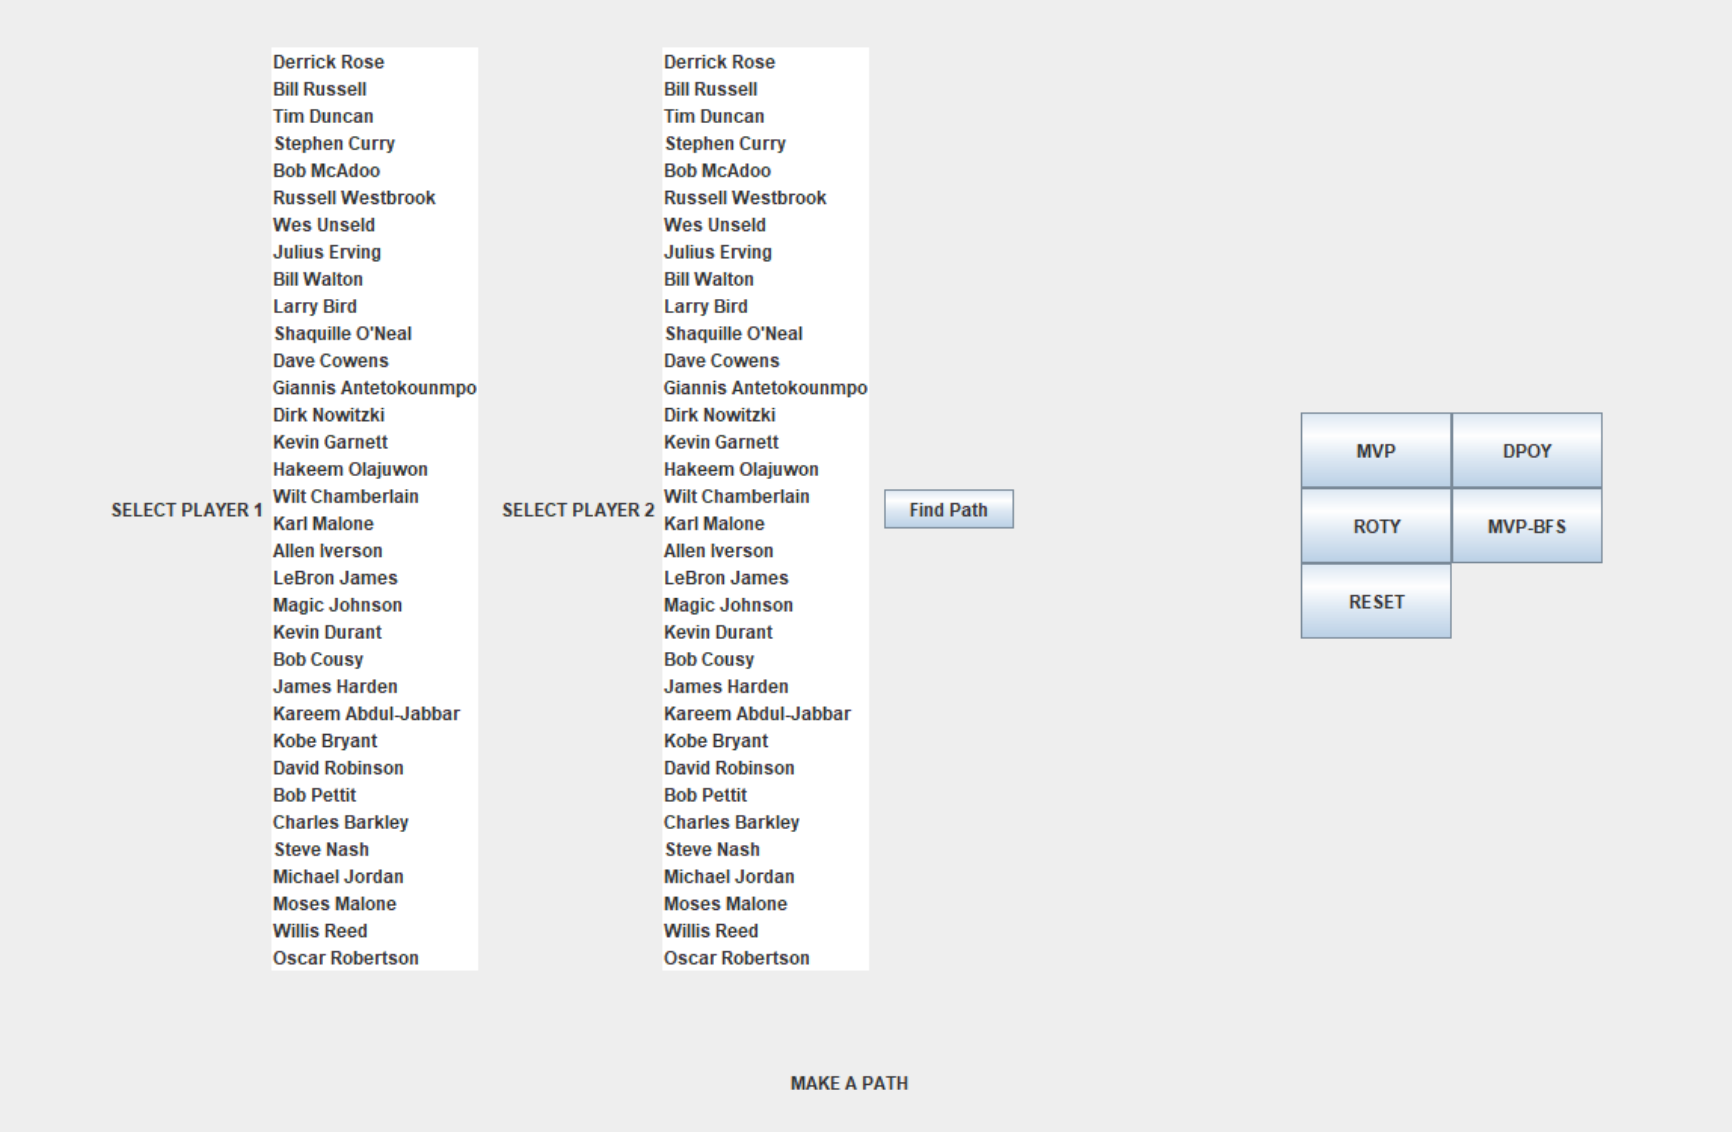 SELECT PLAYER 1
Derrick Rose
Bill Russell
Tim Duncan
Stephen Curry
Bob McAdoo
Russell Westbrook
Wes Unseld
Julius Erving
Bill Walton
Larry Bird
Shaquille O'Neal
Dave Cowens
Giannis Antetokounmpo
Dirk Nowitzki
Kevin Garnett
Hakeem Olajuwon
Wilt Chamberlain
Karl Malone
Allen Iverson
LeBron James
Magic Johnson
Kevin Durant
Bob Cousy
James Harden
Kareem Abdul-Jabbar
Kobe Bryant
David Robinson
Bob Pettit
Charles Barkley
Steve Nash
Michael Jordan
Moses Malone
Willis Reed
Oscar Robertson
SELECT PLAYER 2
Derrick Rose
Bill Russell
Tim Duncan
Stephen Curry
Bob McAdoo
Russell Westbrook
Wes Unseld
Julius Erving
Bill Walton
Larry Bird
Shaquille O'Neal
Dave Cowens
Giannis Antetokounmpo
Dirk Nowitzki
Kevin Garnett
Hakeem Olajuwon
Wilt Chamberlain
Karl Malone
Allen Iverson
LeBron James
Magic Johnson
Kevin Durant
Bob Cousy
James Harden
Kareem Abdul-Jabbar
Kobe Bryant
David Robinson
Bob Pettit
Charles Barkley
Steve Nash
Michael Jordan
Moses Malone
Willis Reed
Oscar Robertson
Find Path
MVP
DPOY
ROTY
MVP-BFS
RESET
MAKE A PATH